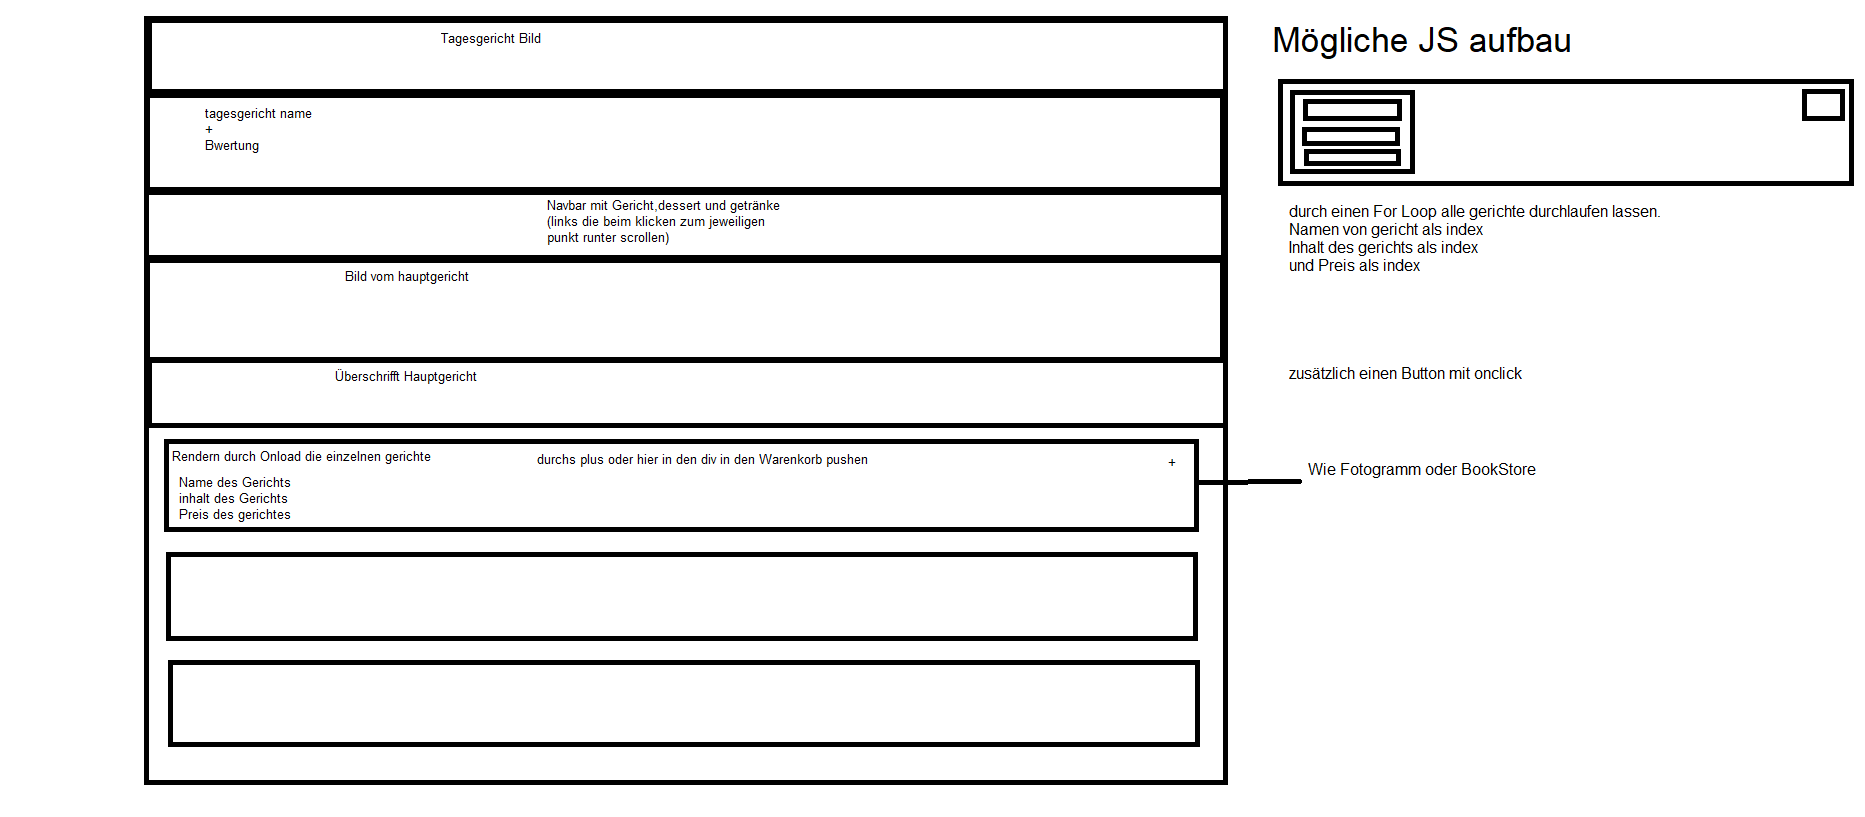 Tagesgericht Bild
tagesgericht name
+
Bwertung
Navbar mit Gericht,dessert und getränke
(links die beim klicken zum jeweiligen
punkt runter scrollen)
Bild vom hauptgericht
Überschrifft Hauptgericht
Rendern durch Onload die einzelnen gerichte
durchs plus oder hier in den div in den Warenkorb pushen
+
Name des Gerichts
inhalt des Gerichts
Preis des gerichtes
Mögliche JS aufbau
durch einen For Loop alle gerichte durchlaufen lassen.
Namen von gericht als index
Inhalt des gerichts als index
und Preis als index
zusätzlich einen Button mit onclick
Wie Fotogramm oder BookStore